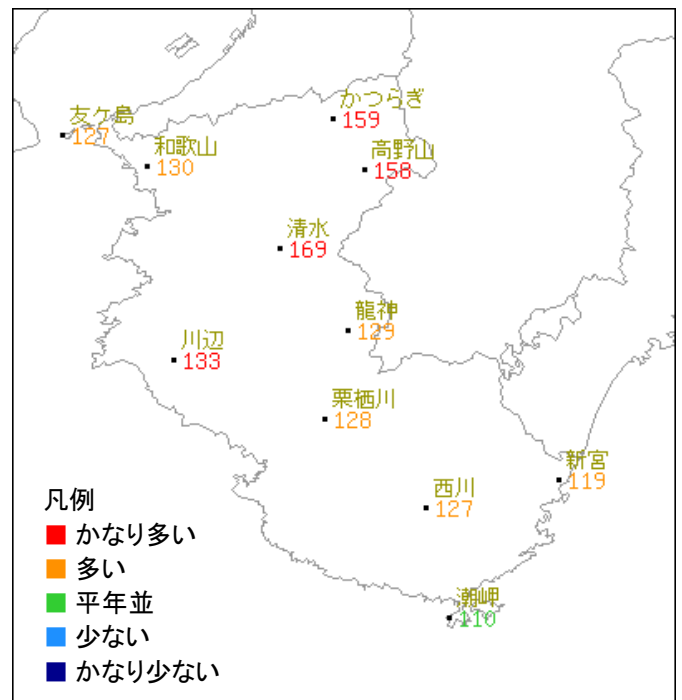 かつらぎ
159
友ケ島
127
和歌山
130
高野山
158
清水
169
龍神
129
川辺
133
栗栖川
128
新宮
119
西川
127
潮岬
110
凡例
かなり多い
多い
平年並
少ない
かなり少ない